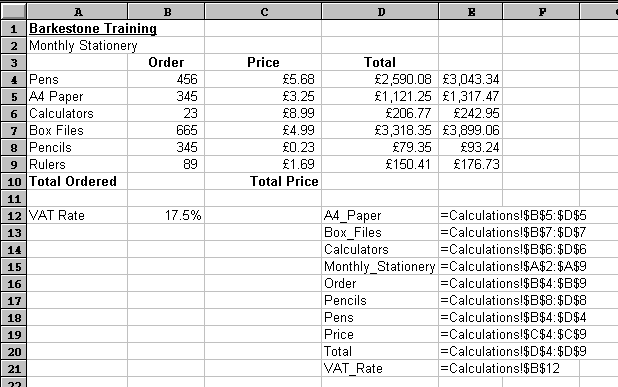 A B C D E F
1 Barkestone Training
2 Monthly Stationery
3 Order Price Total
4 Pens 456 £5.68 £2,590.08 £3,043.34
5 A4 Paper 345 £3.25 £1,121.25 £1,317.47
6 Calculators 23 £8.99 £206.77 £242.95
7 Box Files 665 £4.99 £3,318.35 £3,899.06
8 Pencils 345 £0.23 £79.35 £93.24
9 Rulers 89 £1.69 £150.41 £176.73
10 Total Ordered Total Price
11
12 VAT Rate 17.5% A4_Paper =Calculations!$B$5:$D$5
13 Box_Files =Calculations!$B$7:$D$7
14 Calculators =Calculations!$B$6:$D$6
15 Monthly_Stationery =Calculations!$A$2:$A$9
16 Order =Calculations!$B$4:$B$9
17 Pencils =Calculations!$B$8:$D$8
18 Pens =Calculations!$B$4:$D$4
19 Price =Calculations!$C$4:$C$9
20 Total =Calculations!$D$4:$D$9
21 VAT_Rate =Calculations!$B$12
22